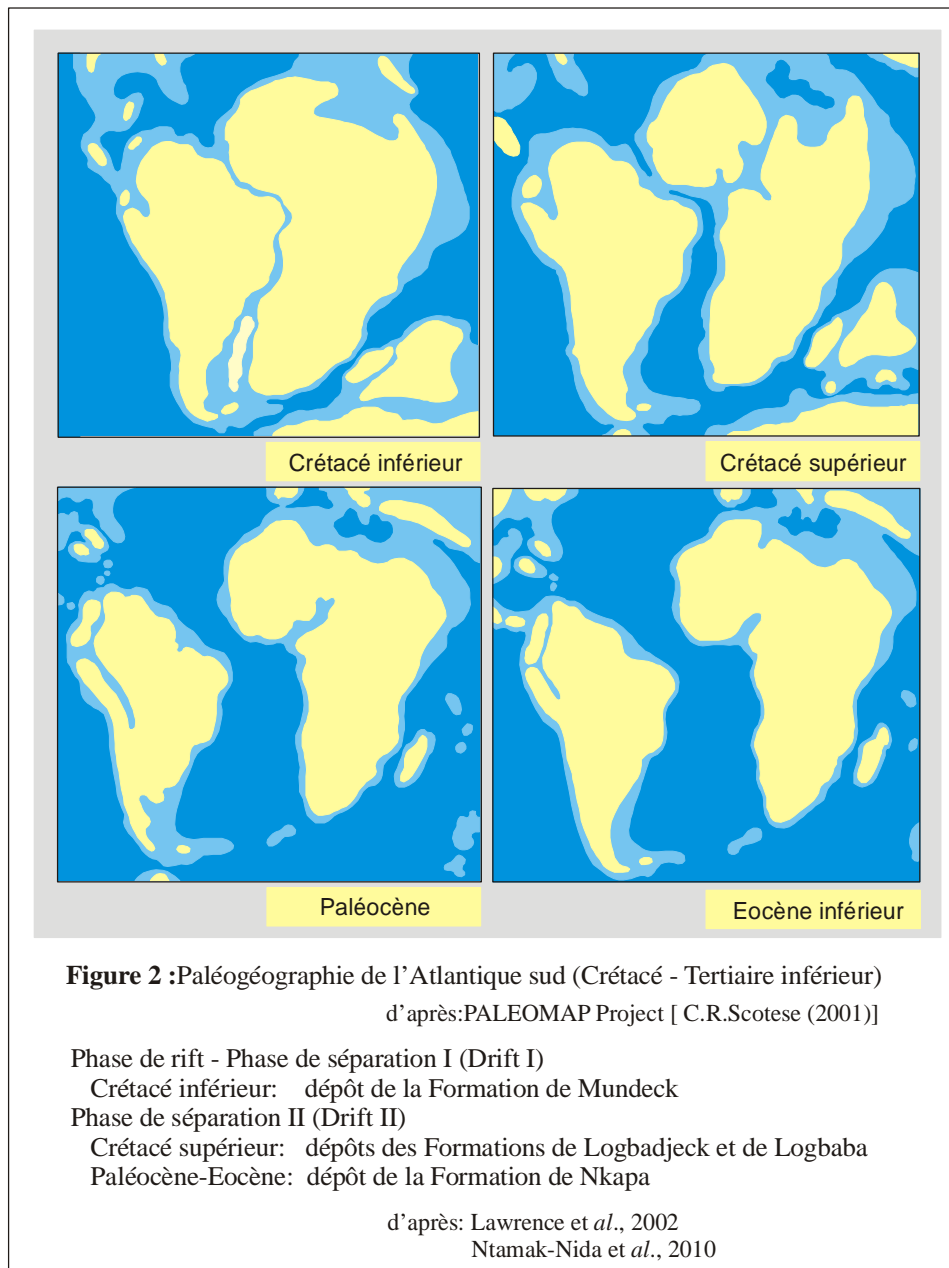 Crétacé inférieur
Crétacé supérieur
Paléocène
Eocène inférieur
Figure 2 :Paléogéographie de l'Atlantique sud (Crétacé - Tertiaire inférieur)
d'après:PALEOMAP Project [ C.R.Scotese (2001)]
Phase de rift - Phase de séparation I (Drift I)
Crétacé inférieur: dépôt de la Formation de Mundeck
Phase de séparation II (Drift II)
Crétacé supérieur: dépôts des Formations de Logbadjeck et de Logbaba
Paléocène-Eocène: dépôt de la Formation de Nkapa
d'après: Lawrence et al., 2002
Ntamak-Nida et al., 2010